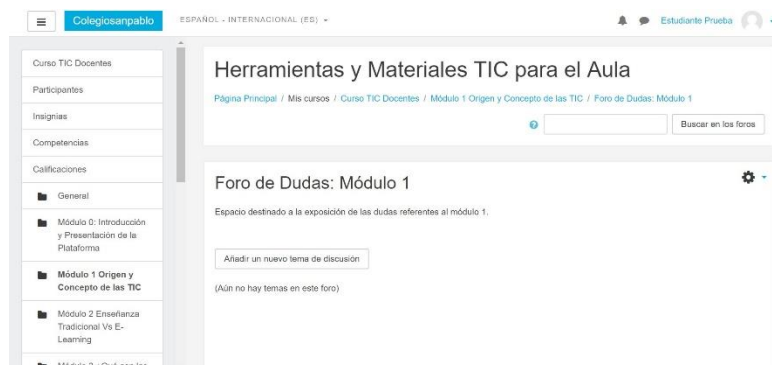 Colegiosanpablo
ESPAÑOL - INTERNACIONAL (ES)
Estudiante Prueba
Curso TIC Docentes
Participantes
Insignias
Competencias
Calificaciones
General
Módulo 0: Introducción
y Presentación de la
Plataforma
Módulo 1 Origen y
Concepto de las TIC
Módulo 2 Enseñanza
Tradicional Vs E-
Learning
Herramientas y Materiales TIC para el Aula
Página Principal / Mis cursos / Curso TIC Docentes / Módulo 1 Origen y Concepto de las TIC / Foro de Dudas: Módulo 1
Buscar en los foros
Foro de Dudas: Módulo 1
Espacio destinado a la exposición de las dudas referentes al módulo 1.
Añadir un nuevo tema de discusión
(Aún no hay temas en este foro)